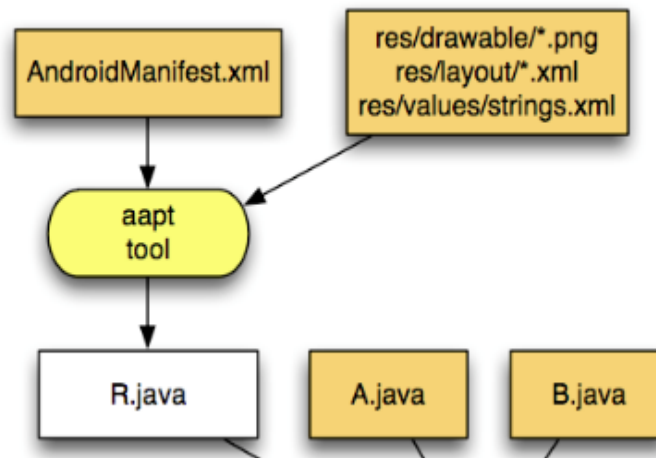 AndroidManifest.xml
res/drawable/*.png
res/layout/*.xml
res/values/strings.xml
aapt
tool
R.java
A.java
B.java